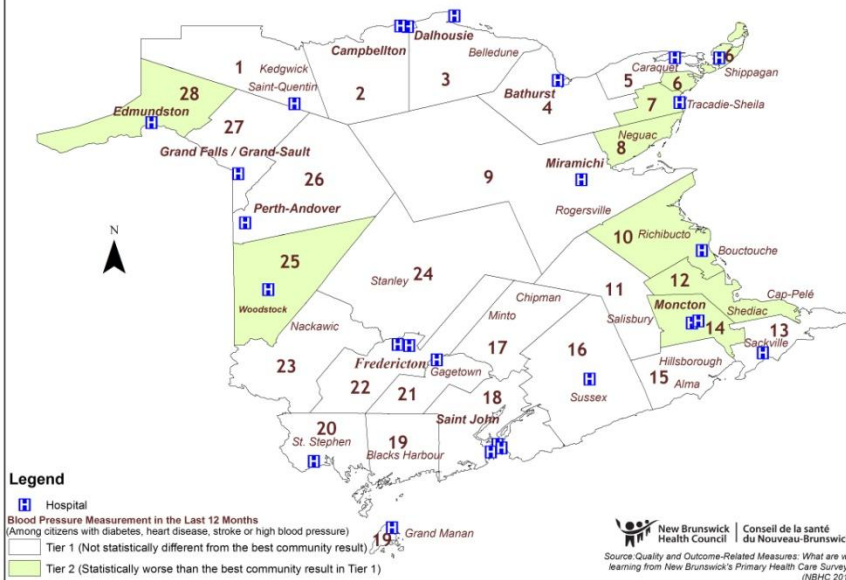 Campbellton
Dalhousie
Belledune
1
Kedgwick
Saint-Quentin
2
3
Bathurst
4
5
Caraquet
6
Shippagan
6
28
Edmundston
7
Tracadie-Sheila
27
8
Neguac
Grand Falls / Grand-Sault
Miramichi
9
26
Perth-Andover
Rogersville
N
10
Richibucto
Bouctouche
25
Stanley
24
11
12
Cap-Pelé
Woodstock
Chipman
Moncton
Shediac
Nackawic
Minto
Salisbury
14
13
Sackville
17
16
23
Fredericton
Gagetown
Hillsborough
22
21
18
15
Alma
Sussex
Saint John
20
St. Stephen
19
Blacks Harbour
Legend
H Hospital
Blood Pressure Measurement in the Last 12 Months
(Among citizens with diabetes, heart disease, stroke or high blood pressure)
Tier 1 (Not statistically different from the best community result)
Tier 2 (Statistically worse than the best community result in Tier 1)
19
Grand Manan
New Brunswick Health Council
Conseil de la santé du Nouveau-Brunswic
Source:Quality and Outcome-Related Measures: What are w
learning from New Brunswick's Primary Health Care Survey
(NBHC 201